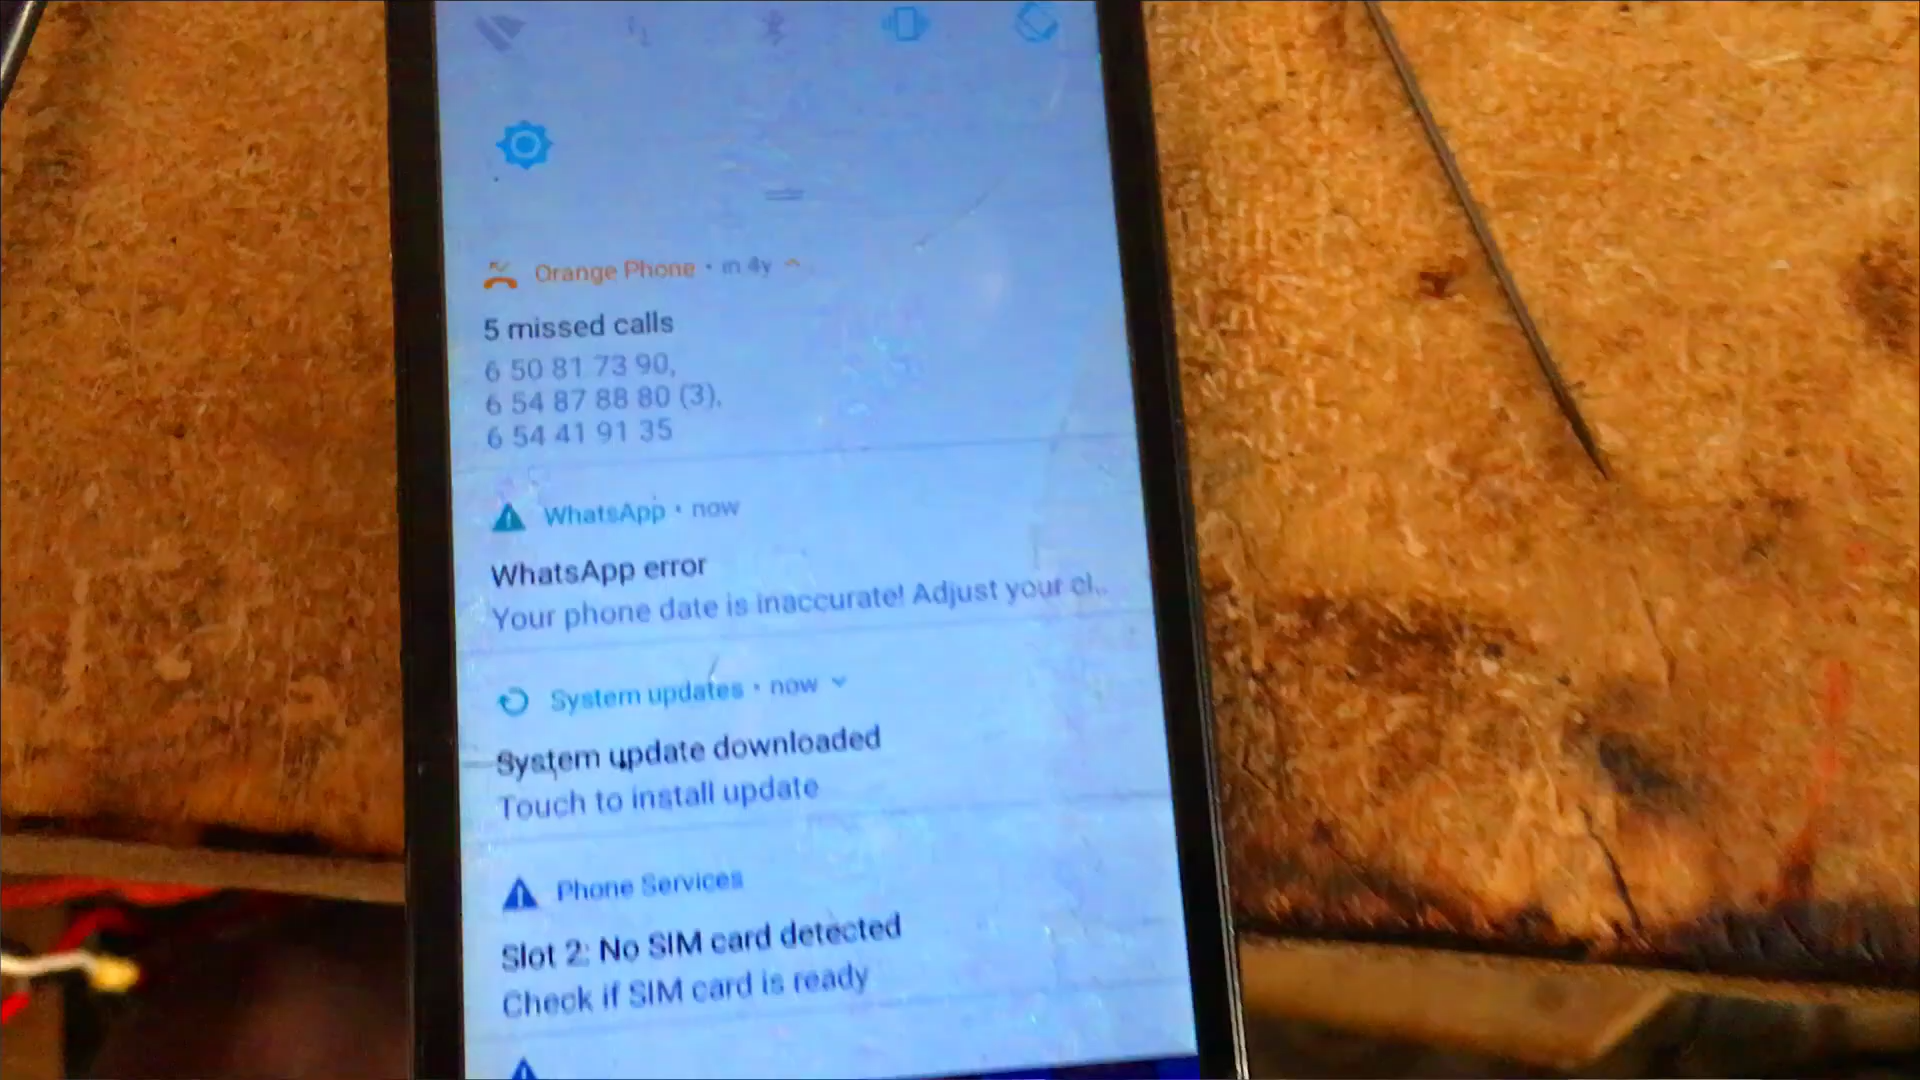 Orange Phone • in 4y
5 missed calls
6 50 81 73 90,
6 54 87 88 80 (3),
6 54 41 91 35
WhatsApp • now
WhatsApp error
Your phone date is inaccurate! Adjust your cl..
System updates • now
System update downloaded
Touch to install update
Phone Services
Slot 2: No SIM card detected
Check if SIM card is ready